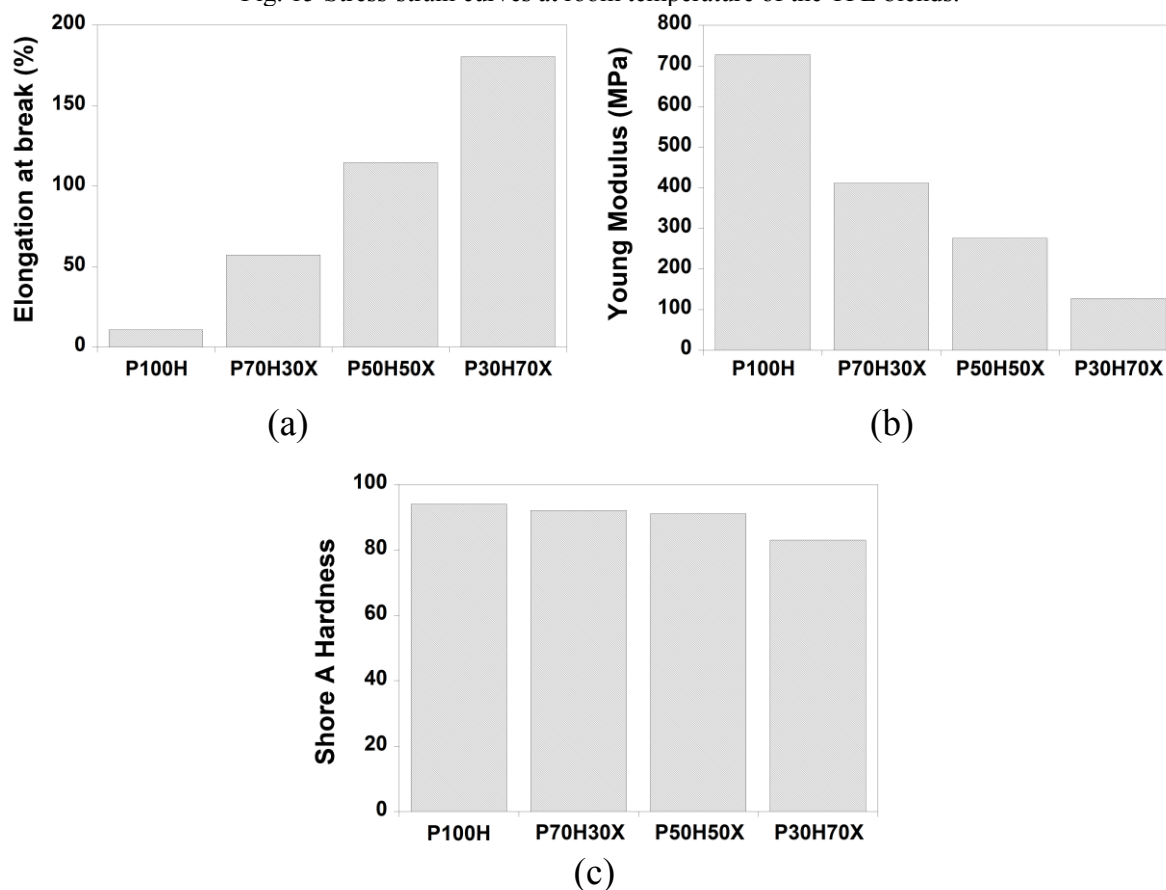 Fig. 13 Stress-strain curves at room temperature of the TPE blends.
Elongation at break (%)
200
150
100
50
0
P100H P70H30X P50H50X P30H70X
(a)
Young Modulus (MPa)
800
700
600
500
400
300
200
100
0
P100H P70H30X P50H50X P30H70X
(b)
Shore A Hardness
100
80
60
40
20
0
P100H P70H30X P50H50X P30H70X
(c)